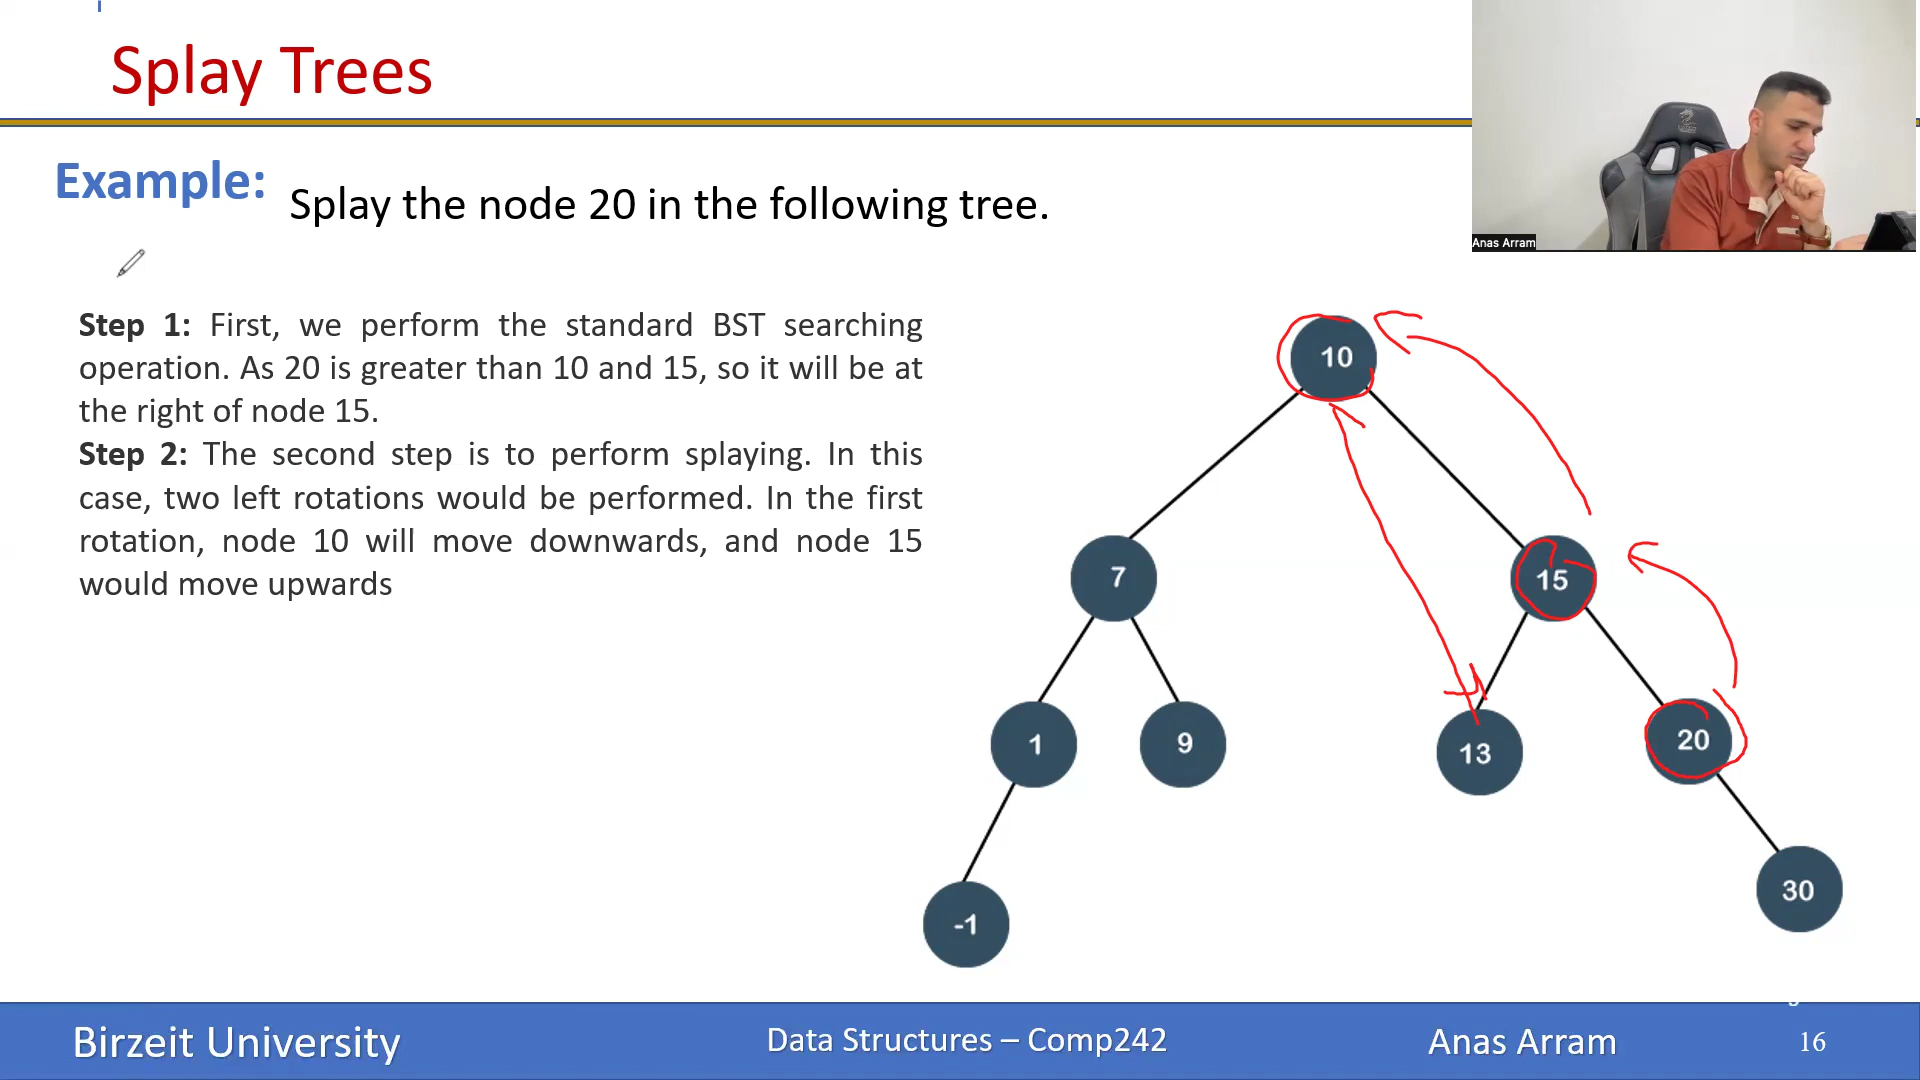 Splay Trees
Example:
Splay the node 20 in the following tree.
Anas Arram
Step 1: First, we perform the standard BST searching
operation. As 20 is greater than 10 and 15, so it will be at
the right of node 15.
Step 2: The second step is to perform splaying. In this
case, two left rotations would be performed. In the first
rotation, node 10 will move downwards, and node 15
would move upwards
10
7
15
1
9
13
20
-1
30
Birzeit University
Data Structures – Comp242
Anas Arram
16